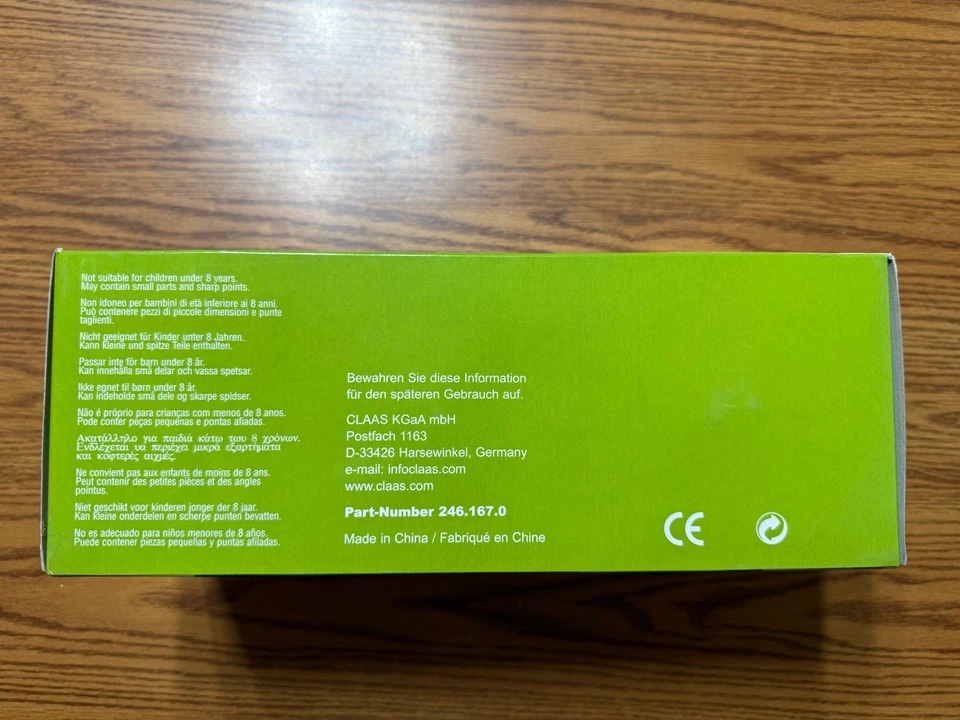 Not suitable for children under 8 years.
May contain small parts and sharp points.
Non idoneo per bambini di età inferiore ai 8 anni.
Può contenere pezzi di piccole dimensioni e punte
taglienti.
Nicht geeignet für Kinder unter 8 Jahren.
Kann kleine und spitze Teile enthalten.
Passar inte för barn under 8 år.
Kan innehålla små delar och vassa spetsar.
Ikke egnet til børn under 8 år.
Kan indeholde små dele og skarpe spidser.
Não é próprio para crianças com menos de 8 anos.
Pode conter peças pequenas e pontas afiadas.
Ακατάλληλο για παιδιά κάτω των 8 χρόνων.
Ενδλέχεται να περιέχει μικρά εξαρτήματα
και κόφτερές αιχμές.
Ne convient pas aux enfants de moins de 8 ans.
Peut contenir des petites pièces et des angles
pointus.
Niet geschikt voor kinderen jonger der 8 jaar.
Kan kleine onderdelen en scherpe punten bevatten.
No es adecuado para niños menores de 8 años.
Puede contener piezas pequeñas y puntas afiladas.
Bewahren Sie diese Information
für den späteren Gebrauch auf.
CLAAS KGaA mbH
Postfach 1163
D-33426 Harsewinkel, Germany
e-mail: infoclaas.com
www.claas.com
Part-Number 246.167.0
Made in China / Fabriqué en Chine
CE